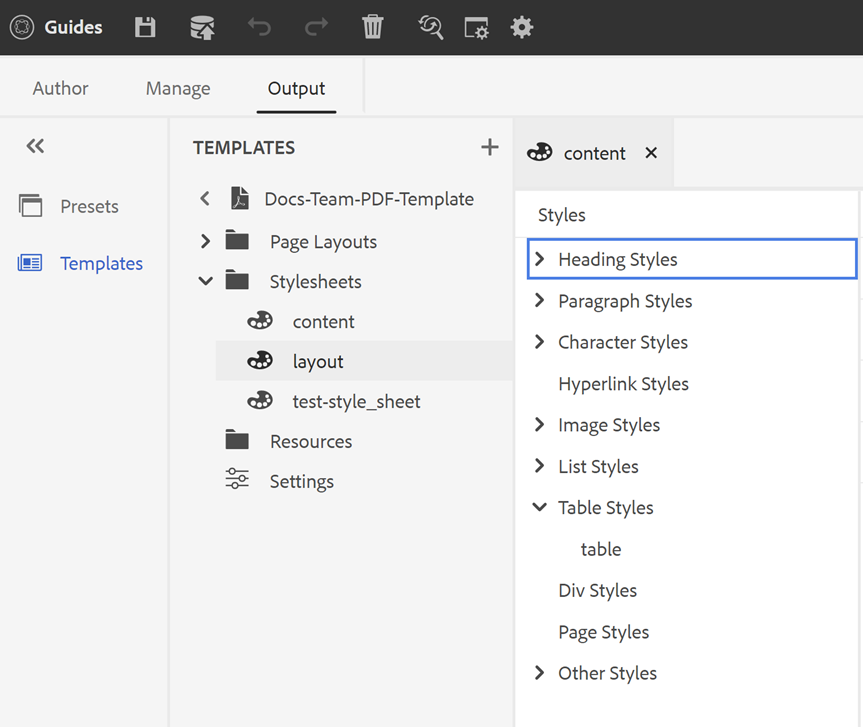 Guides
Author
Manage
Output
Presets
Templates
TEMPLATES
Docs-Team-PDF-Template
Page Layouts
Stylesheets
content
layout
test-style_sheet
Resources
Settings
content
Styles
Heading Styles
Paragraph Styles
Character Styles
Hyperlink Styles
Image Styles
List Styles
Table Styles
table
Div Styles
Page Styles
Other Styles